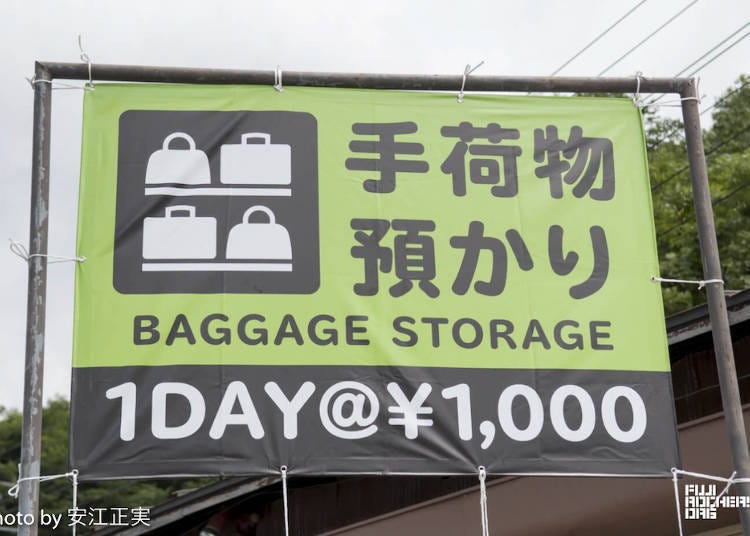 手荷物
預かり
BAGGAGE STORAGE
1DAY@¥1,000
hoto by 安江正実
FUJI
ROCKERS
ORG